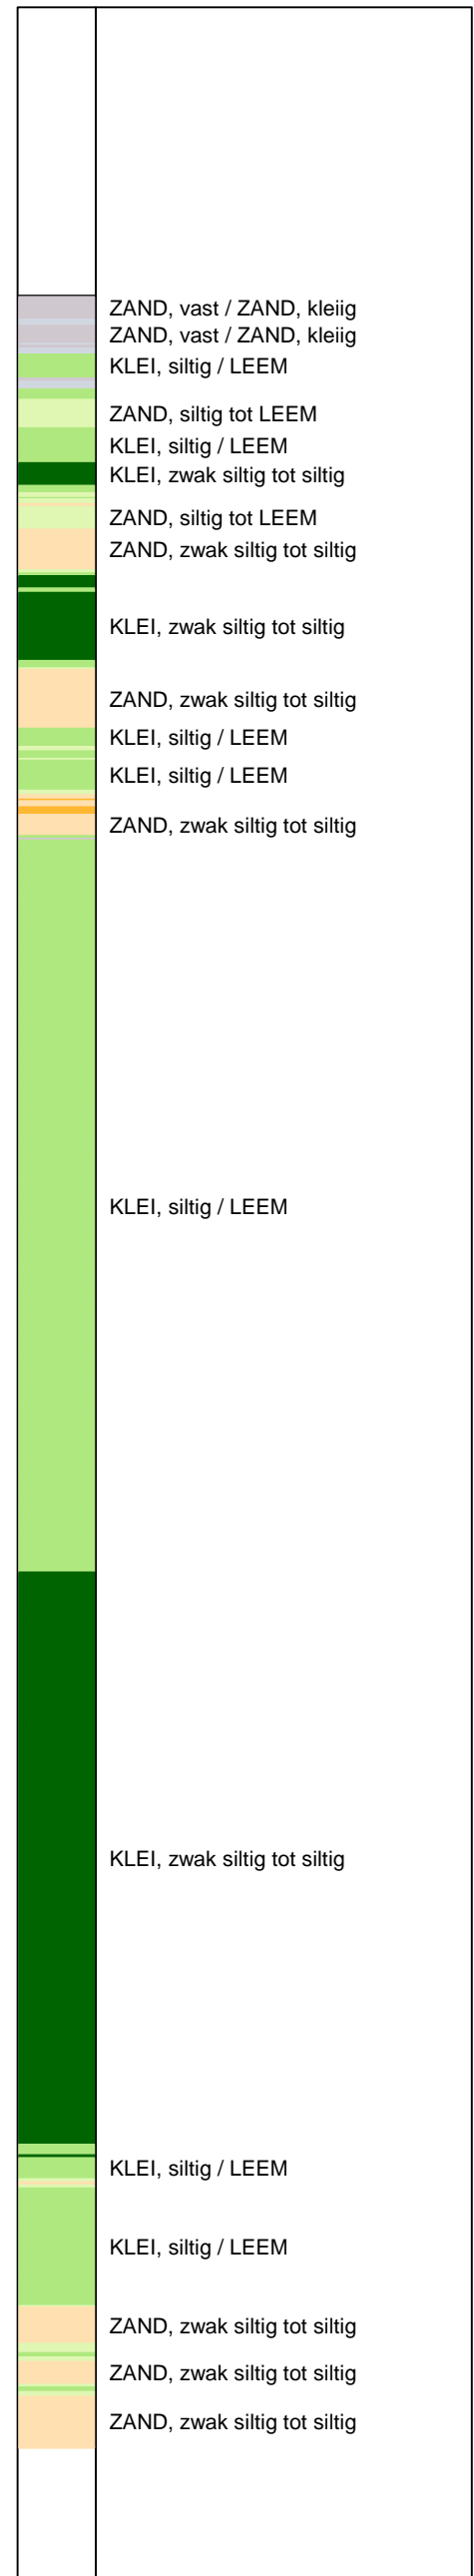 ZAND, vast / ZAND, kleiig
ZAND, vast / ZAND, kleiig
KLEI, siltig / LEEM
ZAND, siltig tot LEEM
KLEI, siltig / LEEM
KLEI, zwak siltig tot siltig
ZAND, siltig tot LEEM
ZAND, zwak siltig tot siltig
KLEI, zwak siltig tot siltig
ZAND, zwak siltig tot siltig
KLEI, siltig / LEEM
KLEI, siltig / LEEM
ZAND, zwak siltig tot siltig
KLEI, siltig / LEEM
KLEI, zwak siltig tot siltig
KLEI, siltig / LEEM
KLEI, siltig / LEEM
ZAND, zwak siltig tot siltig
ZAND, zwak siltig tot siltig
ZAND, zwak siltig tot siltig